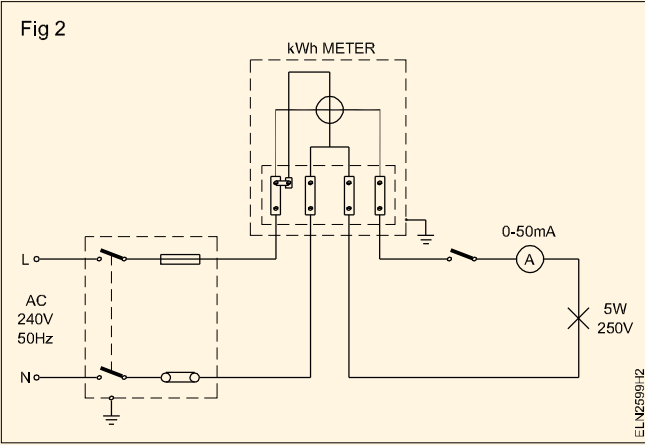 Fig 2
kWh METER
0-50mA
A
L
AC
240V
50Hz
N
5W
250V
ELN2599H2